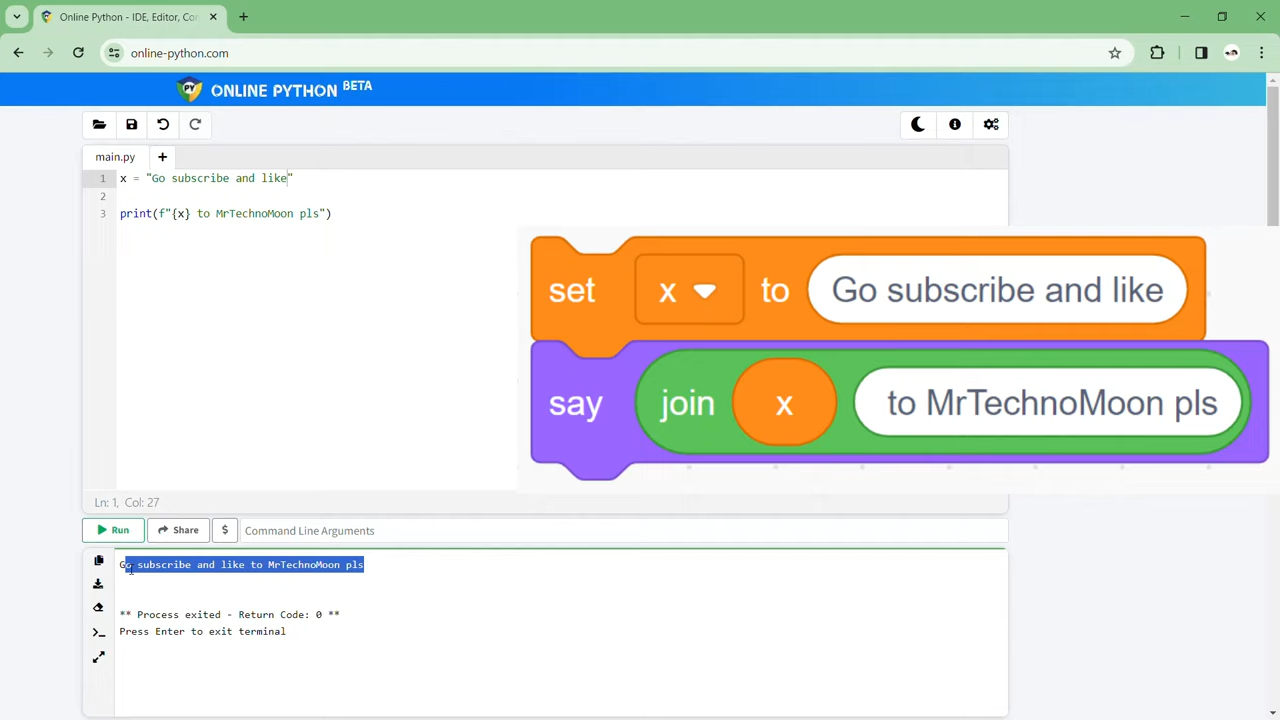 Online Python - IDE, Editor, Co
online-python.com
PY ONLINE PYTHON BETA
main.py
1 x = "Go subscribe and like"
2
3 print(f"{x} to MrTechnoMoon pls")
set x to Go subscribe and like
say join x to MrTechnoMoon pls
Ln: 1, Col: 27
Run Share $ Command Line Arguments
Go subscribe and like to MrTechnoMoon pls
** Process exited - Return Code: 0 **
Press Enter to exit terminal